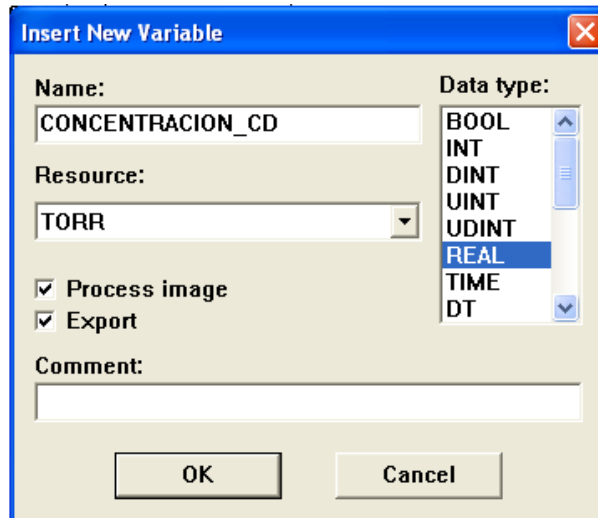 Insert New Variable
Name:
CONCENTRACION_CD
Resource:
TORR
Process image
Export
Data type:
BOOL
INT
DINT
UINT
UDINT
REAL
TIME
DT
Comment:
OK
Cancel